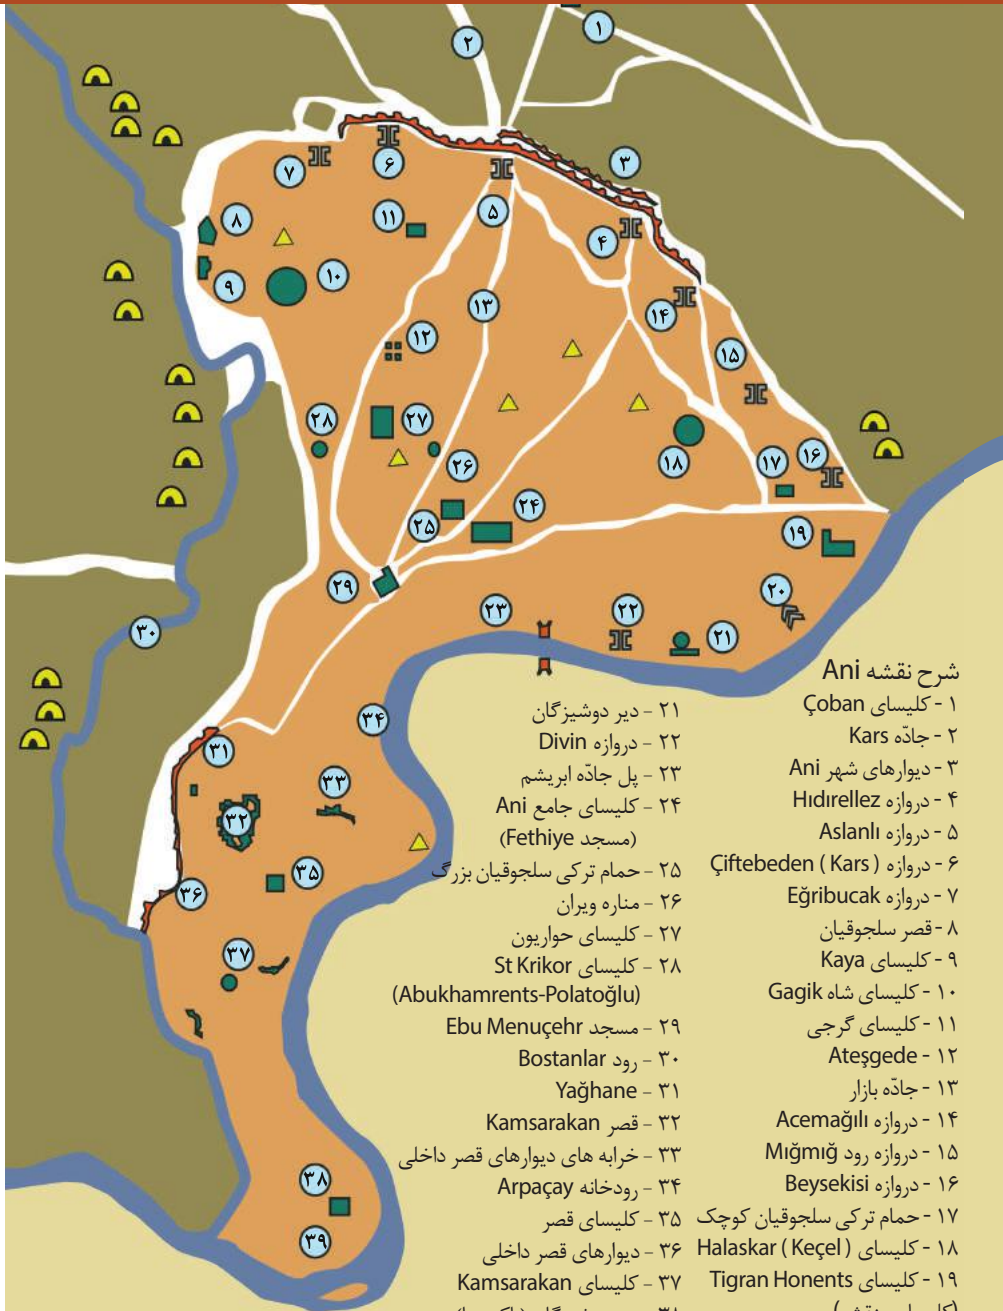 ۱
۲
۳
۶
۷
۵
۱۱
۸
۴
۹
۱۰
۱۳
۱۴
۱۲
۱۵
۲۸
۲۷
۲۶
۱۸
۱۷
۱۶
۲۴
۲۵
۱۹
۲۹
۲۰
۲۳
۲۲
۲۱
۳۰
۳۴
۳۱
۳۳
۳۲
۳۵
۳۶
۳۷
۳۸
۳۹
شرح نقشه Ani
۱ - کلیسای Çoban
۲ - جادّه Kars
۳ - دیوارهای شهر Ani
۴ - دروازه Hıdırellez
۵ - دروازه Aslanlı
۶ - دروازه Çiftebeden ( Kars )
۷ - دروازه Eğribucak
۸ -قصر سلجوقیان
۹ - کلیسای Kaya
۱۰ - کلیسای شاه Gagik
۱۱ - کلیسای گرجی
۱۲ - Ateşgede
۱۳ - جادّه بازار
۱۴ - دروازه Acemağılı
۱۵ - دروازه رود Mığmığ
۱۶ - دروازه Beysekisi
۱۷ - حمام ترکی سلجوقیان کوچک
۱۸ - کلیسای Halaskar ( Keçel )
۱۹ - کلیسای Tigran Honents
۲۱ - دیر دوشیزگان
۲۲ - دروازه Divin
۲۳ - پل جادّه ابریشم
۲۴ - کلیسای جامع Ani
(مسجد Fethiye)
۲۵ - حمام ترکی سلجوقیان بزرگ
۲۶ - مناره ویران
۲۷ - کلیسای حواریون
۲۸ - کلیسای St Krikor
(Abukhamrents-Polatoğlu)
۲۹ - مسجد Ebu Menuçehr
۳۰ - رود Bostanlar
۳۱ - Yağhane
۳۲ - قصر Kamsarakan
۳۳ - خرابه های دیوارهای قصر داخلی
۳۴ - رودخانه Arpaçay
۳۵ - کلیسای قصر
۳۶ - دیوارهای قصر داخلی
۳۷ - کلیسای Kamsarakan